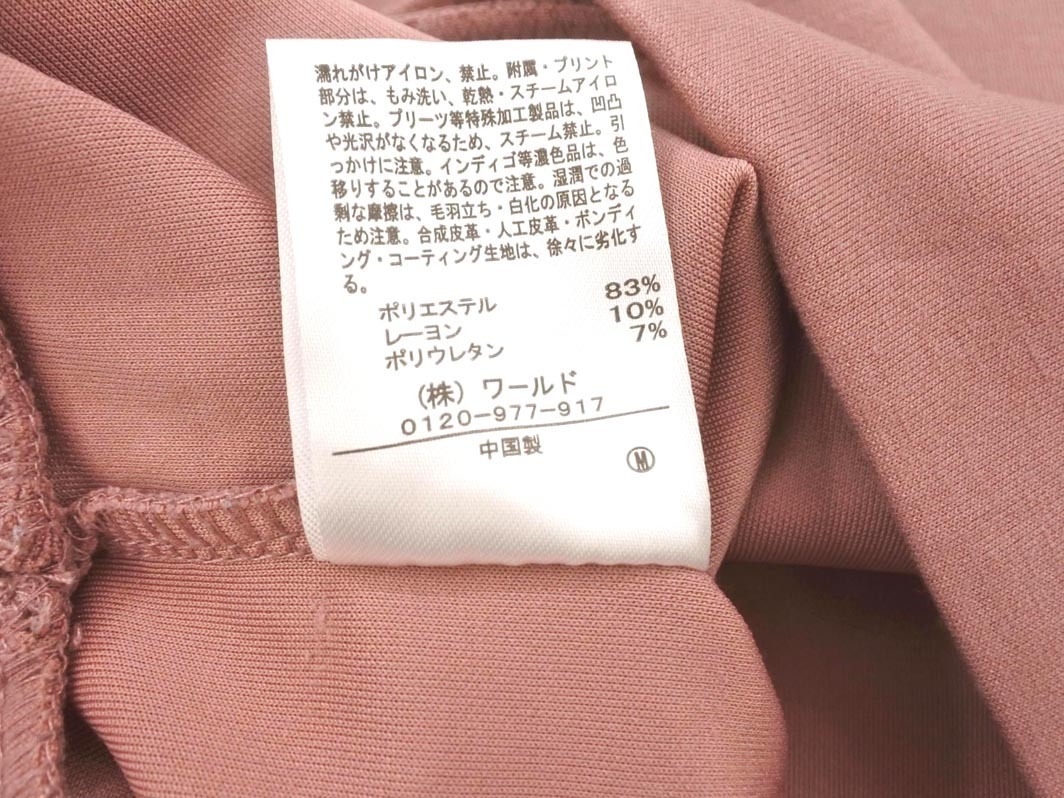 濡れがけアイロン、禁止。附属・プリント
部分は、もみ洗い、乾熱・スチームアイロ
ン禁止。プリーツ等特殊加工製品は、凹凸
や光沢がなくなるため、スチーム禁止。引
っかけに注意。インディゴ等濃色品は、色
移りすることがあるので注意。湿潤での過
剰な摩擦は、毛羽立ち・白化の原因となる
ため注意。合成皮革・人工皮革・ボンディ
ング・コーティング生地は、徐々に劣化す
る。
ポリエステル 83%
レーヨン 10%
ポリウレタン 7%
(株) ワールド
0120-977-917
中国製
Ⓜ